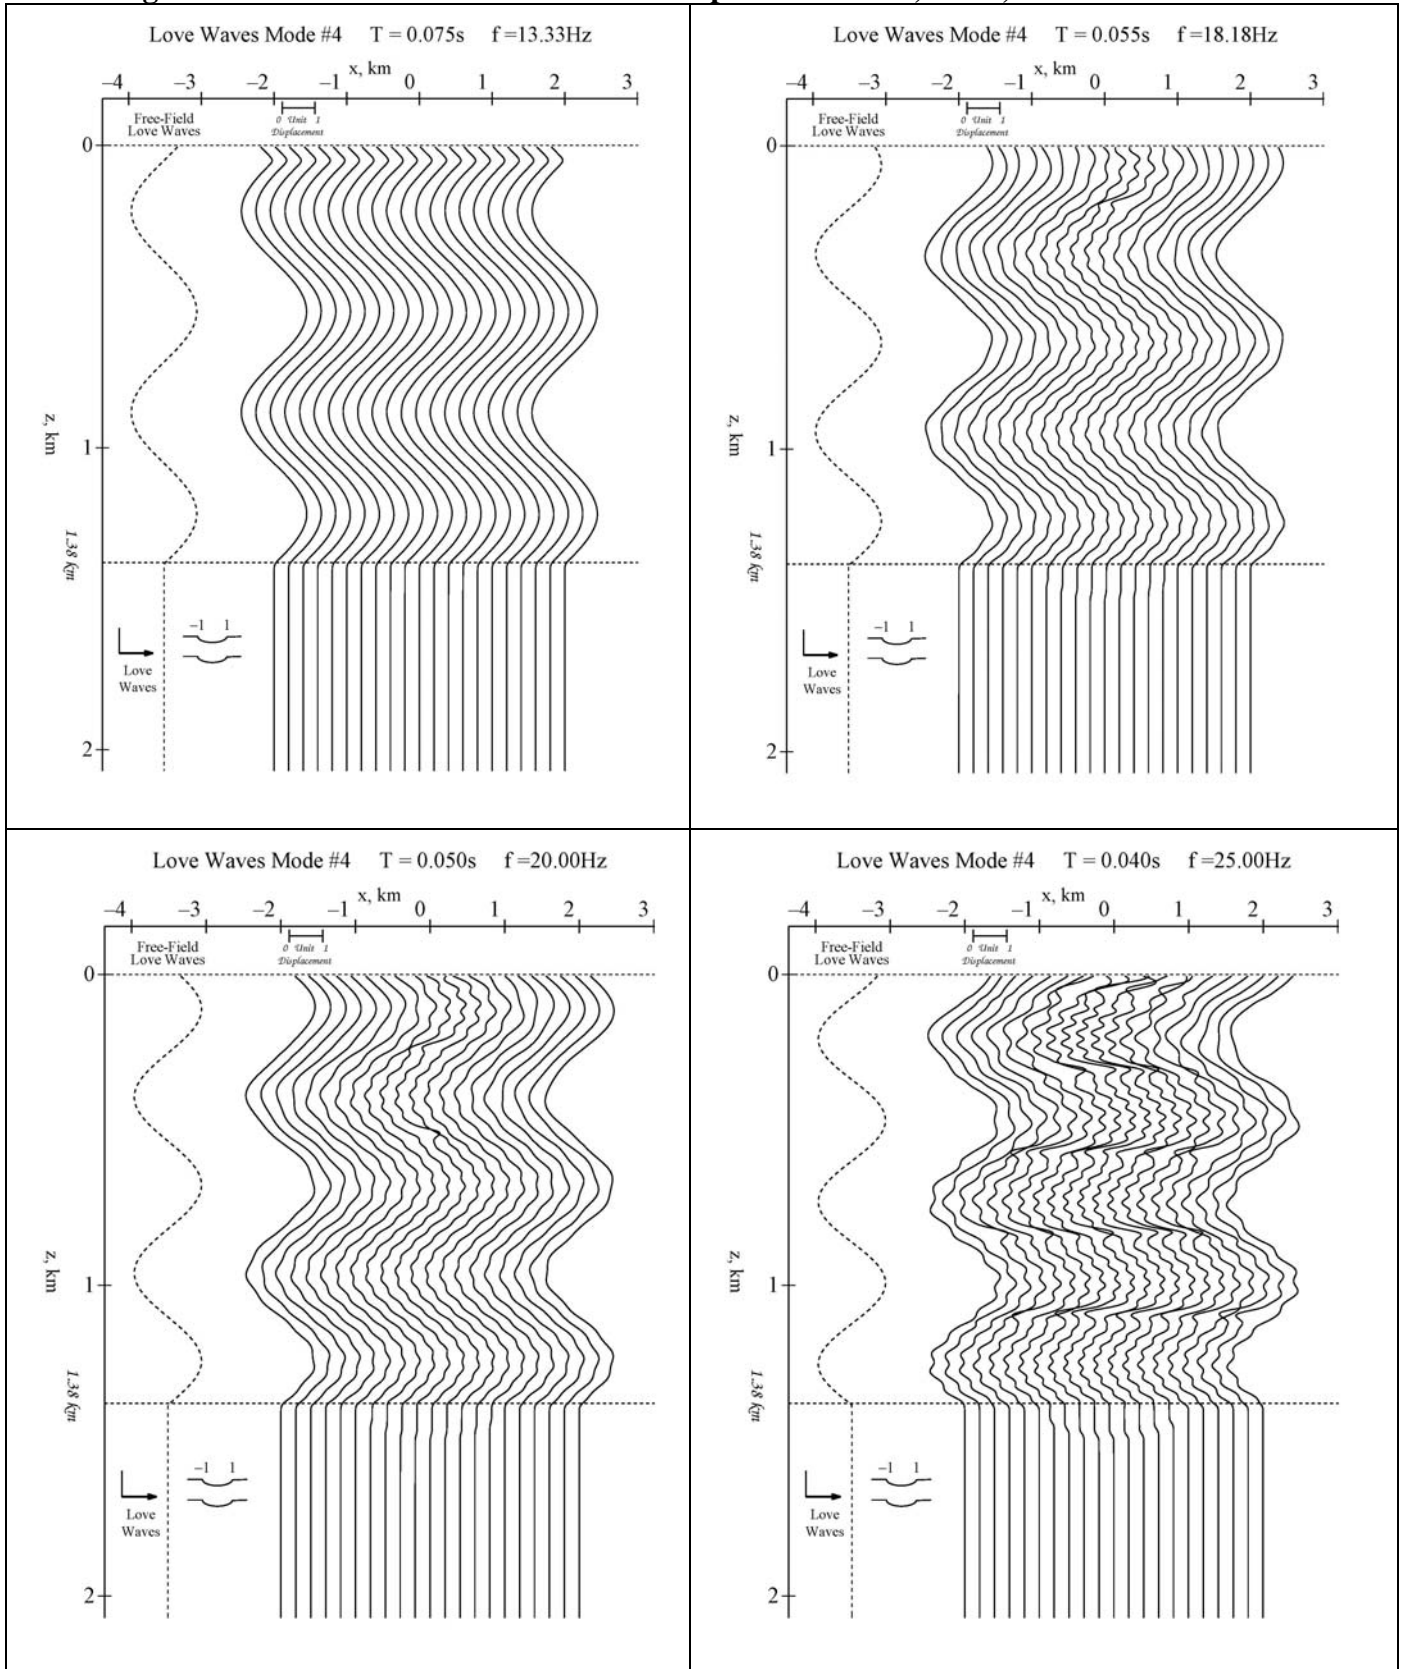 Love Waves Mode #4 T = 0.075s f =13.33Hz
x, km
−4 −3 −2 −1 0 1 2 3
Free-Field
Love Waves
0 Unit 1
Displacement
0
z, km
1
1.38 km
−1 1
Love
Waves
2
Love Waves Mode #4 T = 0.055s f =18.18Hz
x, km
−4 −3 −2 −1 0 1 2 3
Free-Field
Love Waves
0 Unit 1
Displacement
0
z, km
1
1.38 km
−1 1
Love
Waves
2
Love Waves Mode #4 T = 0.050s f =20.00Hz
x, km
−4 −3 −2 −1 0 1 2 3
Free-Field
Love Waves
0 Unit 1
Displacement
0
z, km
1
1.38 km
−1 1
Love
Waves
2
Love Waves Mode #4 T = 0.040s f =25.00Hz
x, km
−4 −3 −2 −1 0 1 2 3
Free-Field
Love Waves
0 Unit 1
Displacement
0
z, km
1
1.38 km
−1 1
Love
Waves
2